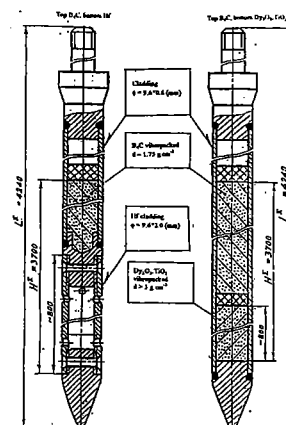 Top B₄C, bottom Hf
Top B₄C, bottom Dy₂O₃, TiO₂
Cladding
ϕ = 9.6*0.6 (mm)
B₄C vibropacked
d = 1.75 g cm⁻³
Hf cladding
ϕ = 9.6*2.0 (mm)
Dy₂O₃ TiO₂
vibropacked
d > 5 g cm⁻³
L^Σ = 4240
H^Σ = 3700
~800
L^Σ = 4240
H^Σ = 3700
~800